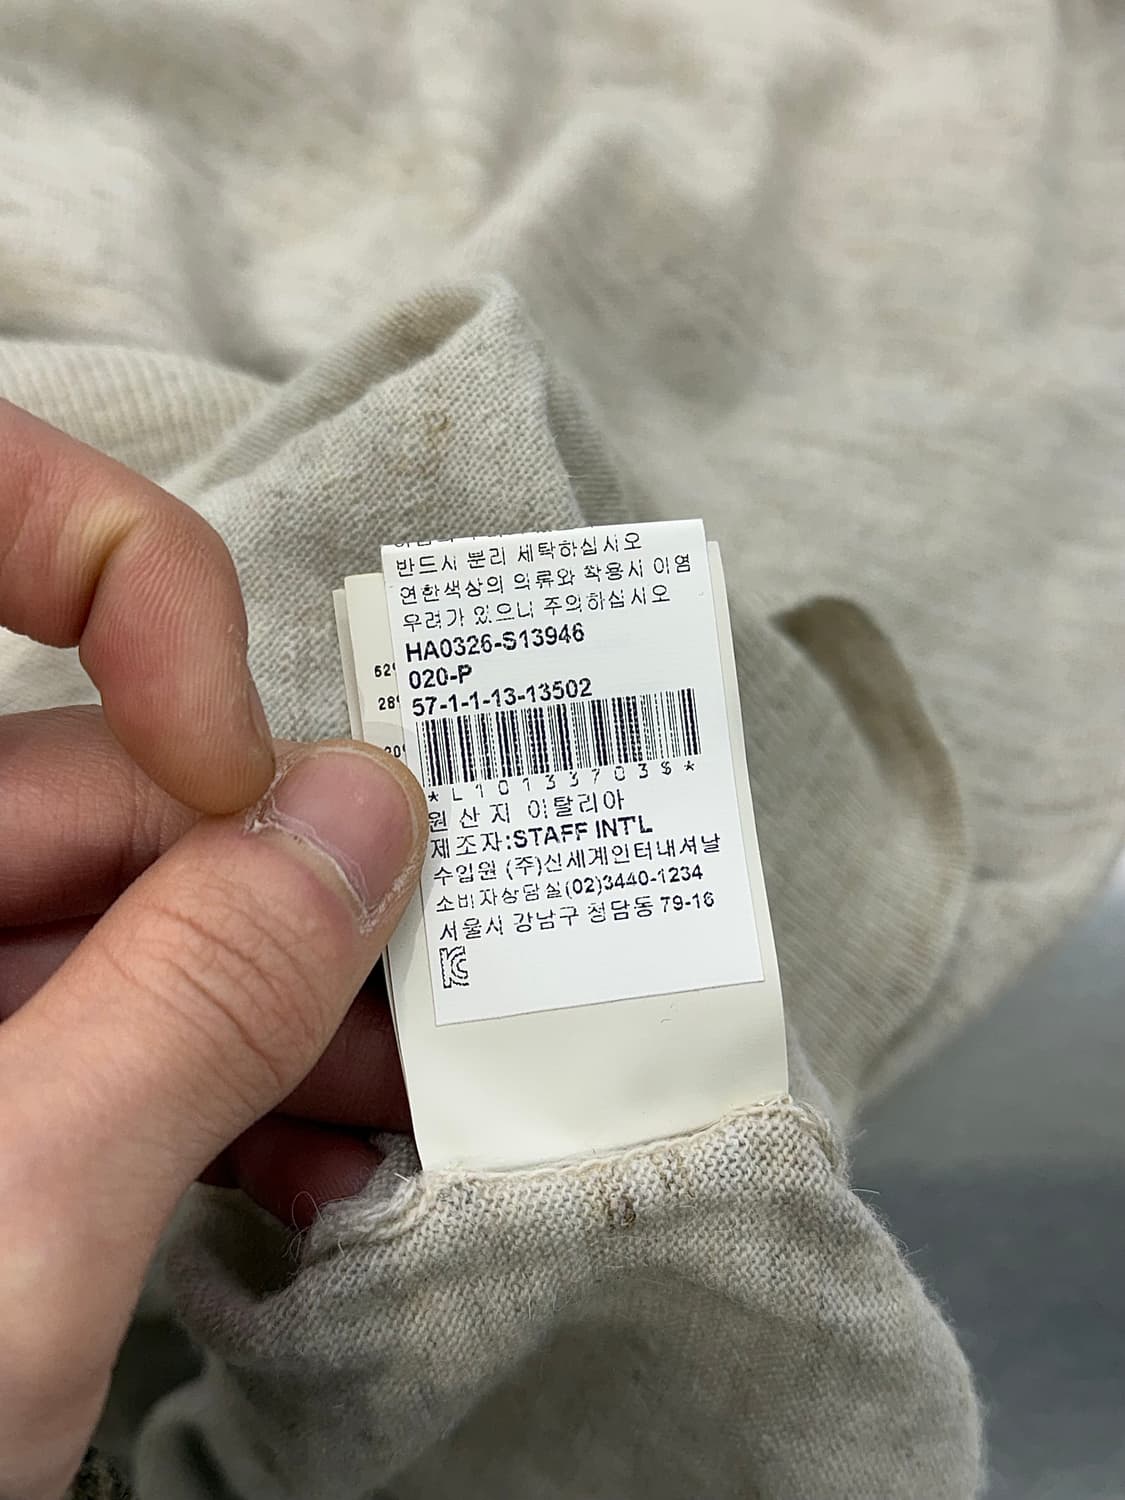 반드시 분리 세탁하십시오
연한색상의 의류와 착용시 이염
우려가 있으니 주의하십시오
HA0326-S13946
020-P
57-1-1-13-13502
원 산 지 이탈리아
제조자:STAFF INT'L
수입원 (주)신세계인터내셔날
소비자상담실(02)3440-1234
서울시 강남구 청담동 79-16
KC
62%
28%